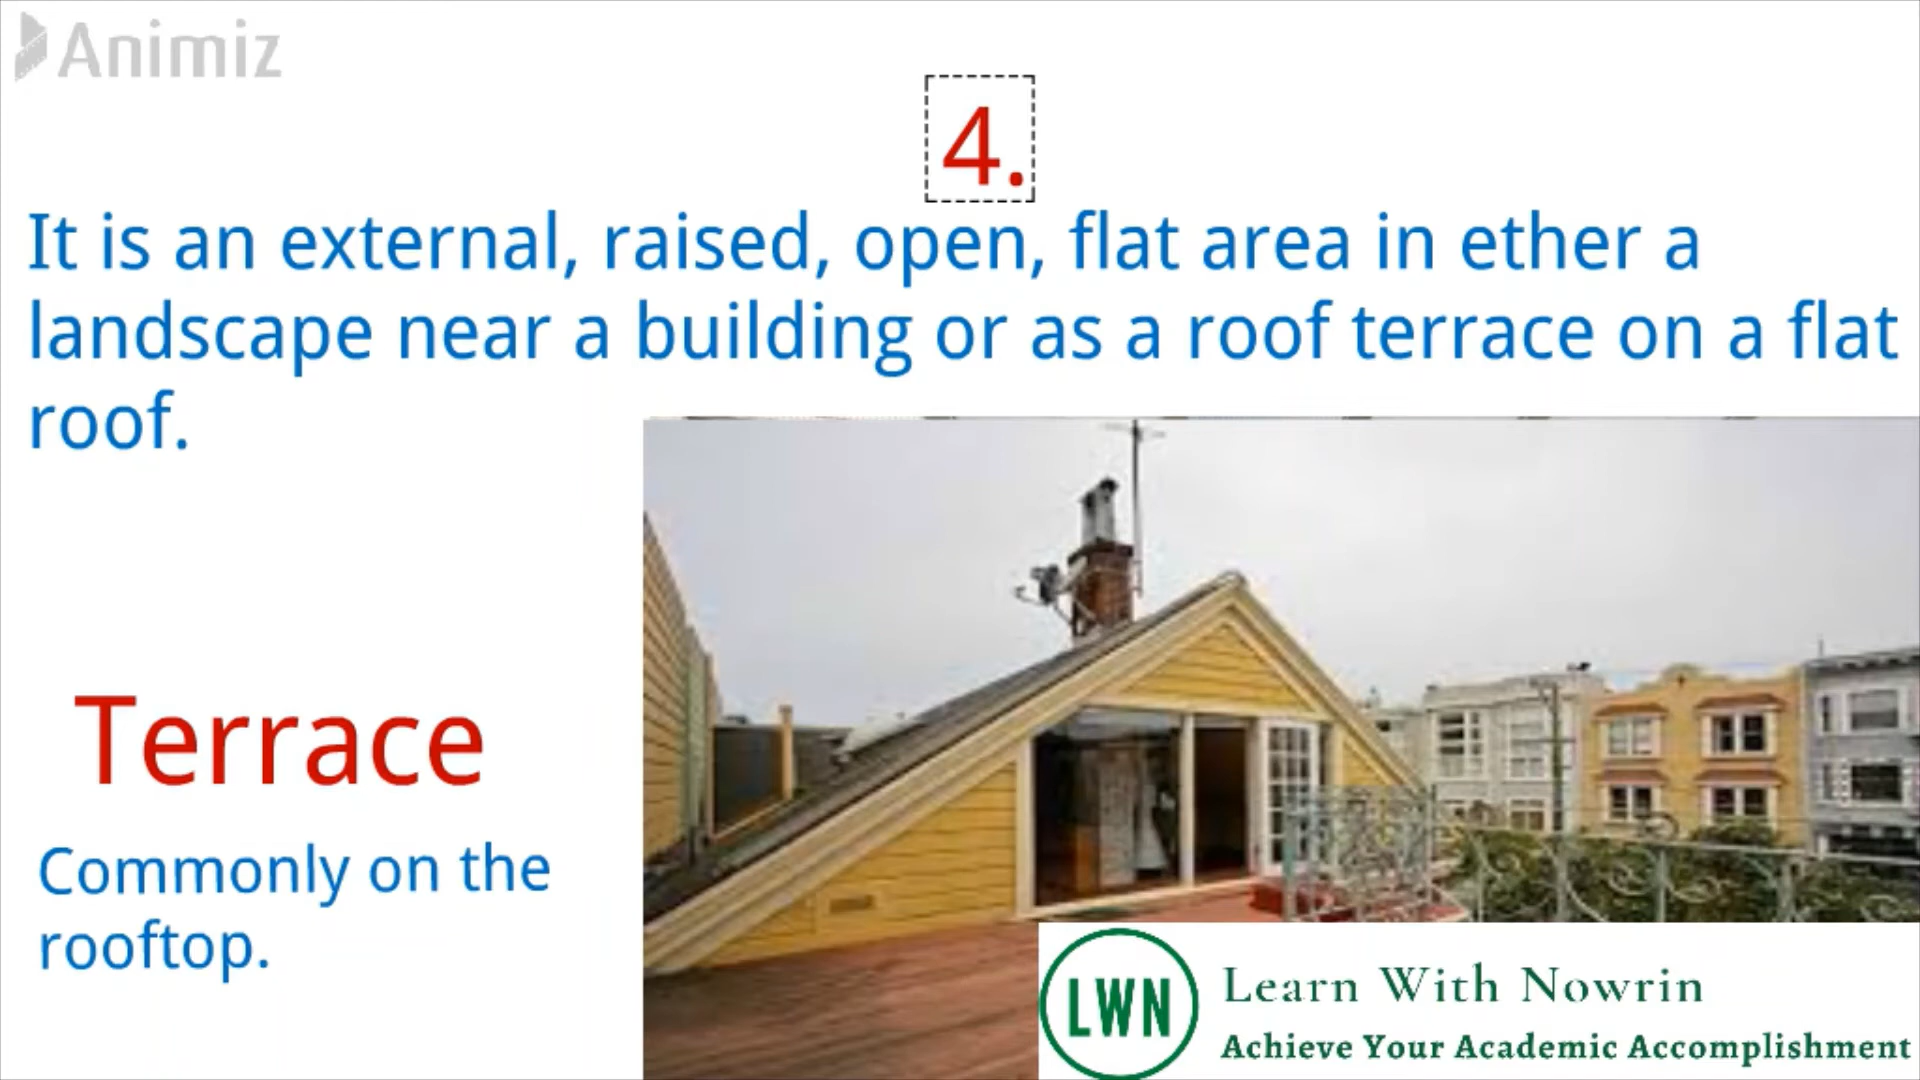 Animiz
4.
It is an external, raised, open, flat area in ether a
landscape near a building or as a roof terrace on a flat
roof.
Terrace
Commonly on the
rooftop.
LWN
Learn With Nowrin
Achieve Your Academic Accomplishment